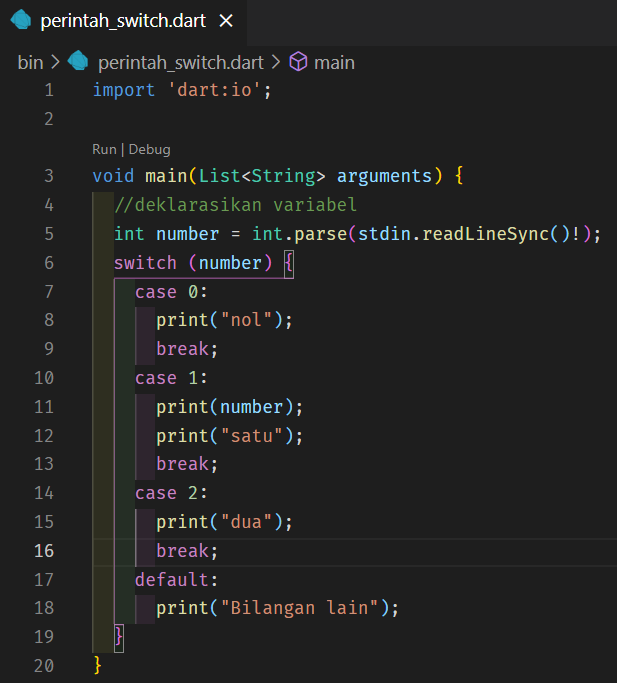 perintah_switch.dart ×
bin > perintah_switch.dart > main
1 import 'dart:io';
2
Run | Debug
3 void main(List<String> arguments) {
4 //deklarasikan variabel
5 int number = int.parse(stdin.readLineSync()!);
6 switch (number) {
7 case 0:
8 print("nol");
9 break;
10 case 1:
11 print(number);
12 print("satu");
13 break;
14 case 2:
15 print("dua");
16 break;
17 default:
18 print("Bilangan lain");
19 }
20 }